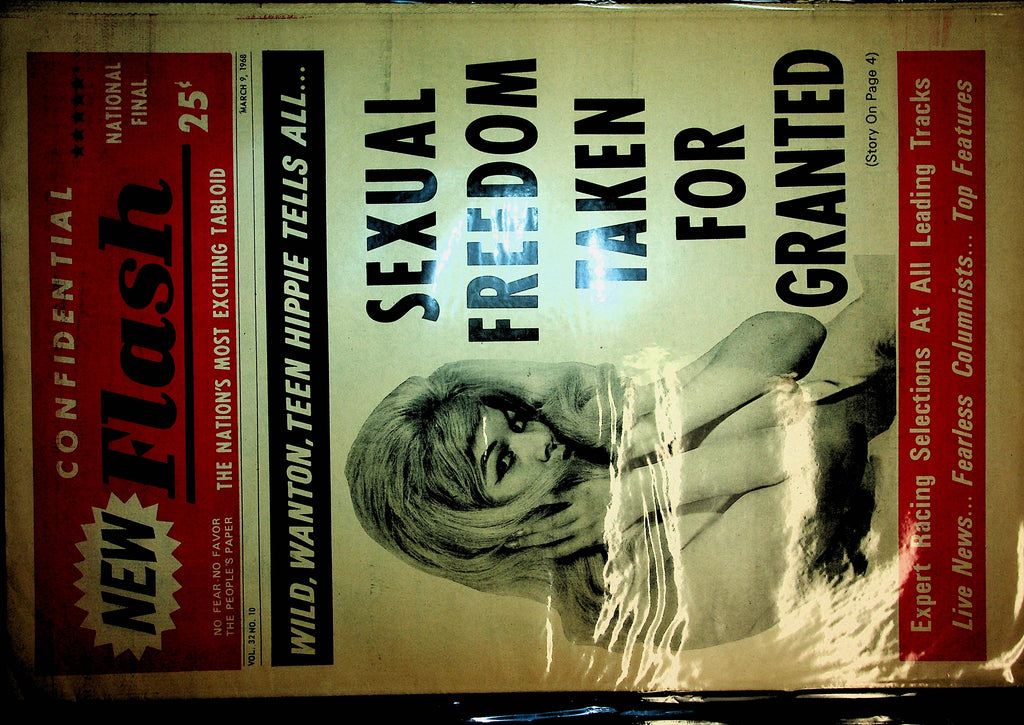 CONFIDENTIAL
★★★★★★
NATIONAL
FINAL
NEW
Flash
25¢
NO FEAR-NO FAVOR
THE PEOPLE'S PAPER
THE NATION'S MOST EXCITING TABLOID
VOL. 32 NO. 10
MARCH 9, 1968
WILD, WANTON, TEEN HIPPIE TELLS ALL...
SEXUAL
FREEDOM
TAKEN
FOR
GRANTED
(Story On Page 4)
Expert Racing Selections At All Leading Tracks
Live News... Fearless Columnists... Top Features